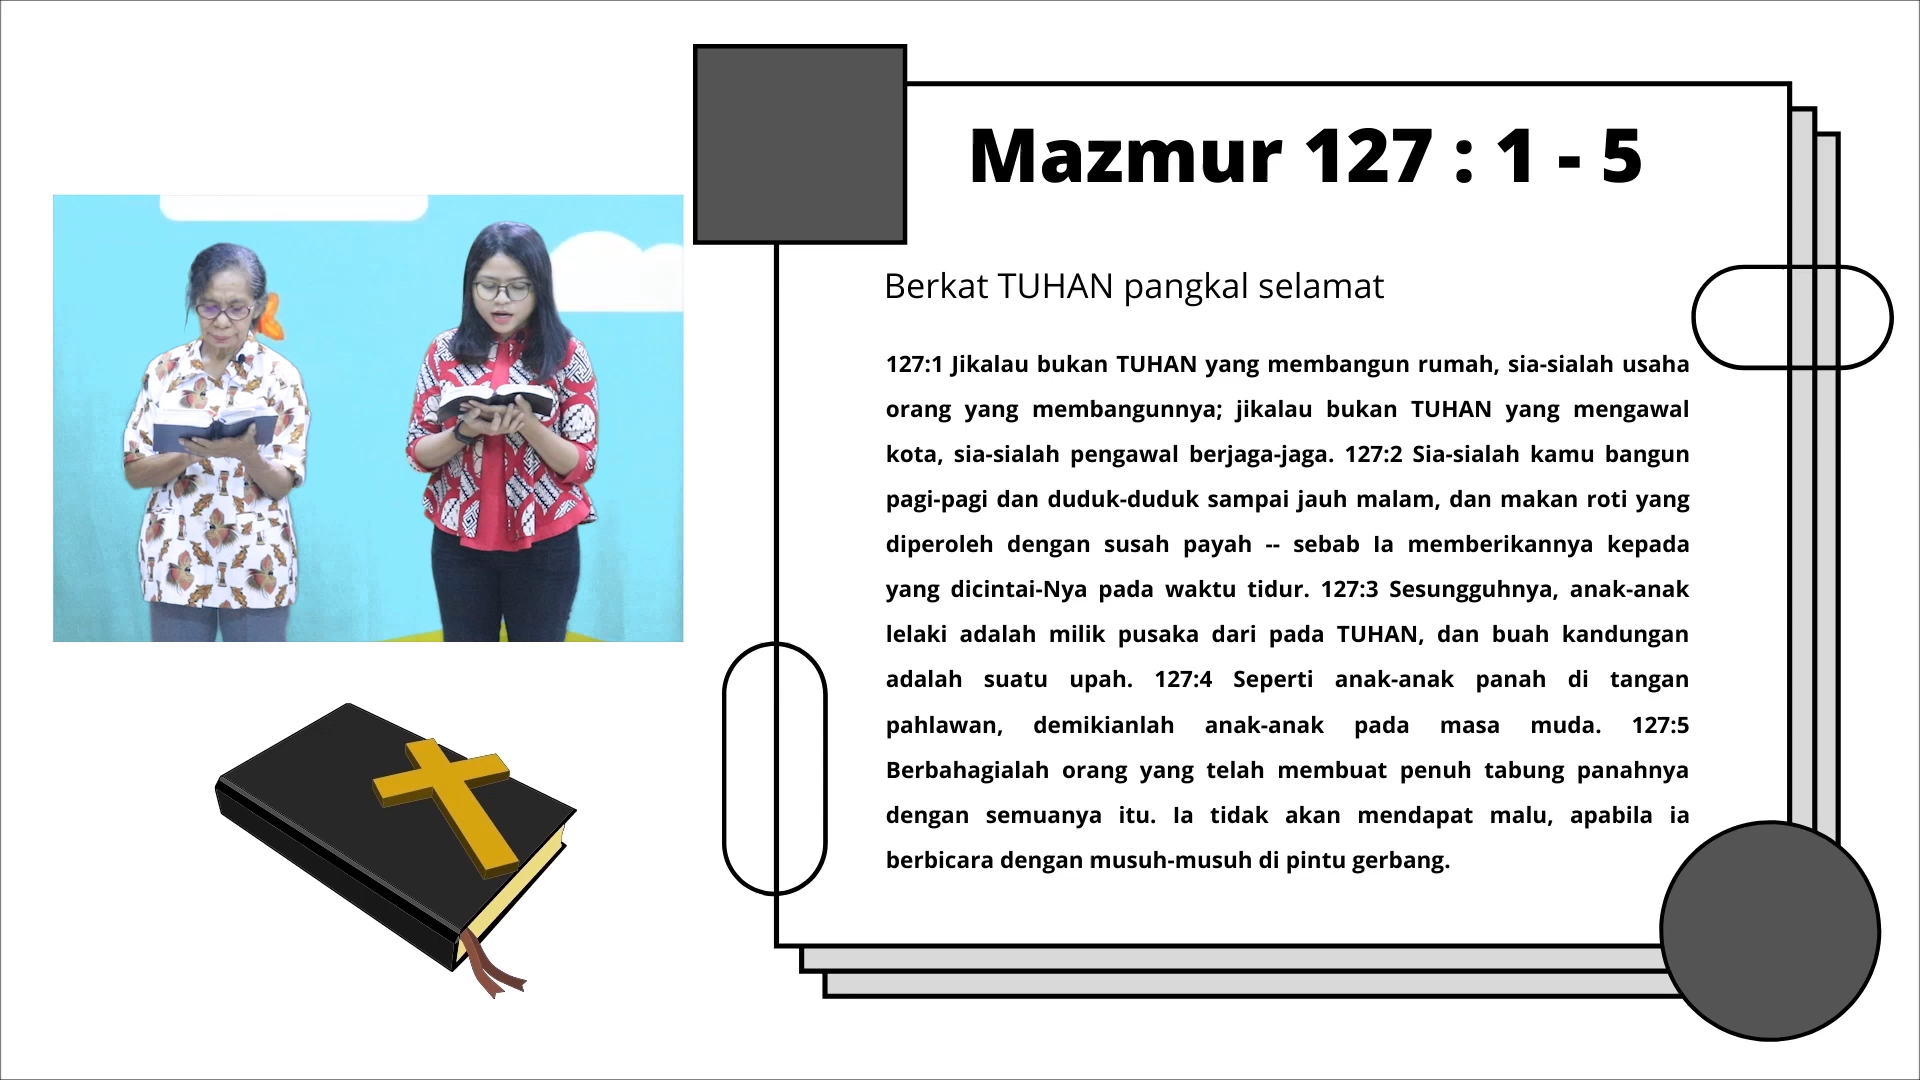 Mazmur 127 : 1 - 5
Berkat TUHAN pangkal selamat
127:1 Jikalau bukan TUHAN yang membangun rumah, sia-sialah usaha
orang yang membangunnya; jikalau bukan TUHAN yang mengawal
kota, sia-sialah pengawal berjaga-jaga. 127:2 Sia-sialah kamu bangun
pagi-pagi dan duduk-duduk sampai jauh malam, dan makan roti yang
diperoleh dengan susah payah -- sebab Ia memberikannya kepada
yang dicintai-Nya pada waktu tidur. 127:3 Sesungguhnya, anak-anak
lelaki adalah milik pusaka dari pada TUHAN, dan buah kandungan
adalah suatu upah. 127:4 Seperti anak-anak panah di tangan
pahlawan, demikianlah anak-anak pada masa muda. 127:5
Berbahagialah orang yang telah membuat penuh tabung panahnya
dengan semuanya itu. Ia tidak akan mendapat malu, apabila ia
berbicara dengan musuh-musuh di pintu gerbang.